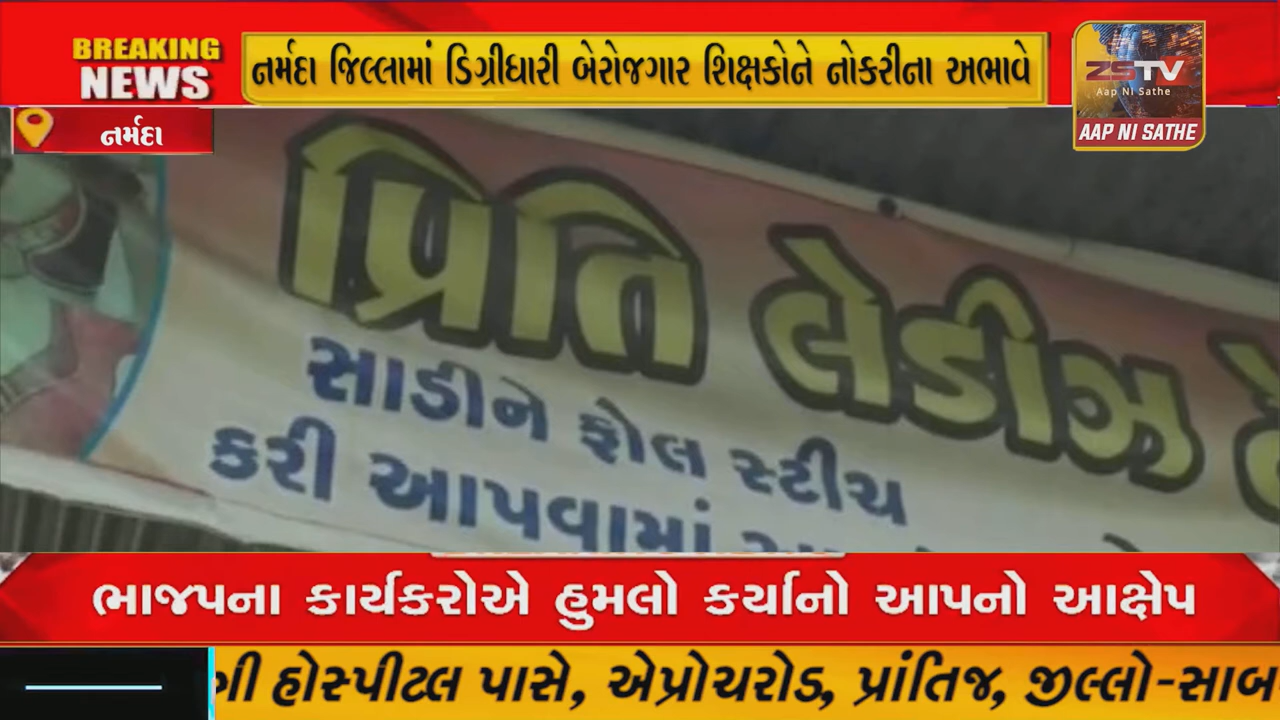 BREAKING NEWS
નર્મદા જિલ્લામાં ડિગ્રીધારી બેરોજગાર શિક્ષકોને નોકરીના અભાવે
ZSTV
Aap Ni Sathe
AAP NI SATHE
નર્મદા
પ્રિતિ લેડીઝ
સાડીને ફોલ સ્ટીચ
કરી આપવામાં
ભાજપના કાર્યકરોએ હુમલો કર્યાનો આપનો આક્ષેપ
હોસ્પીટલ પાસે, એપ્રોચરોડ, પ્રાંતિજ, જીલ્લો-સાબ